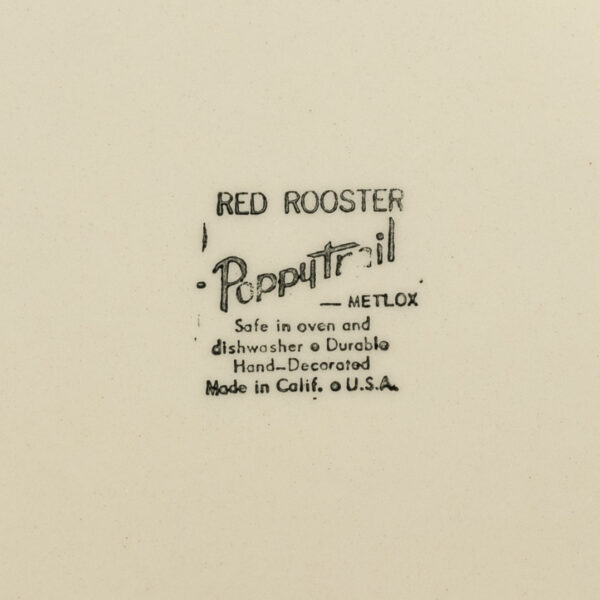 RED ROOSTER
Poppytrail
— METLOX
Safe in oven and
dishwasher o Durable
Hand-Decorated
Made in Calif. o U.S.A.